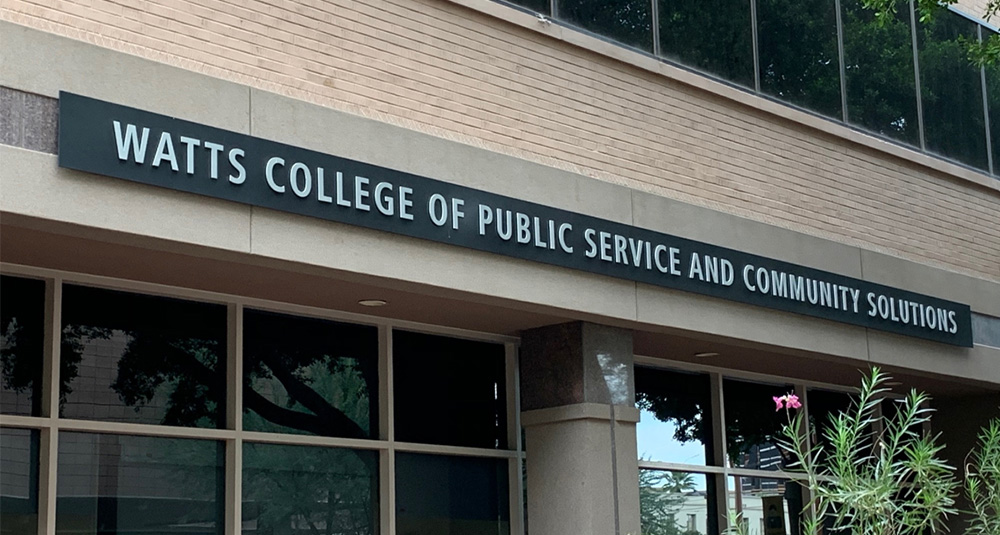 WATTS COLLEGE OF PUBLIC SERVICE AND COMMUNITY SOLUTIONS